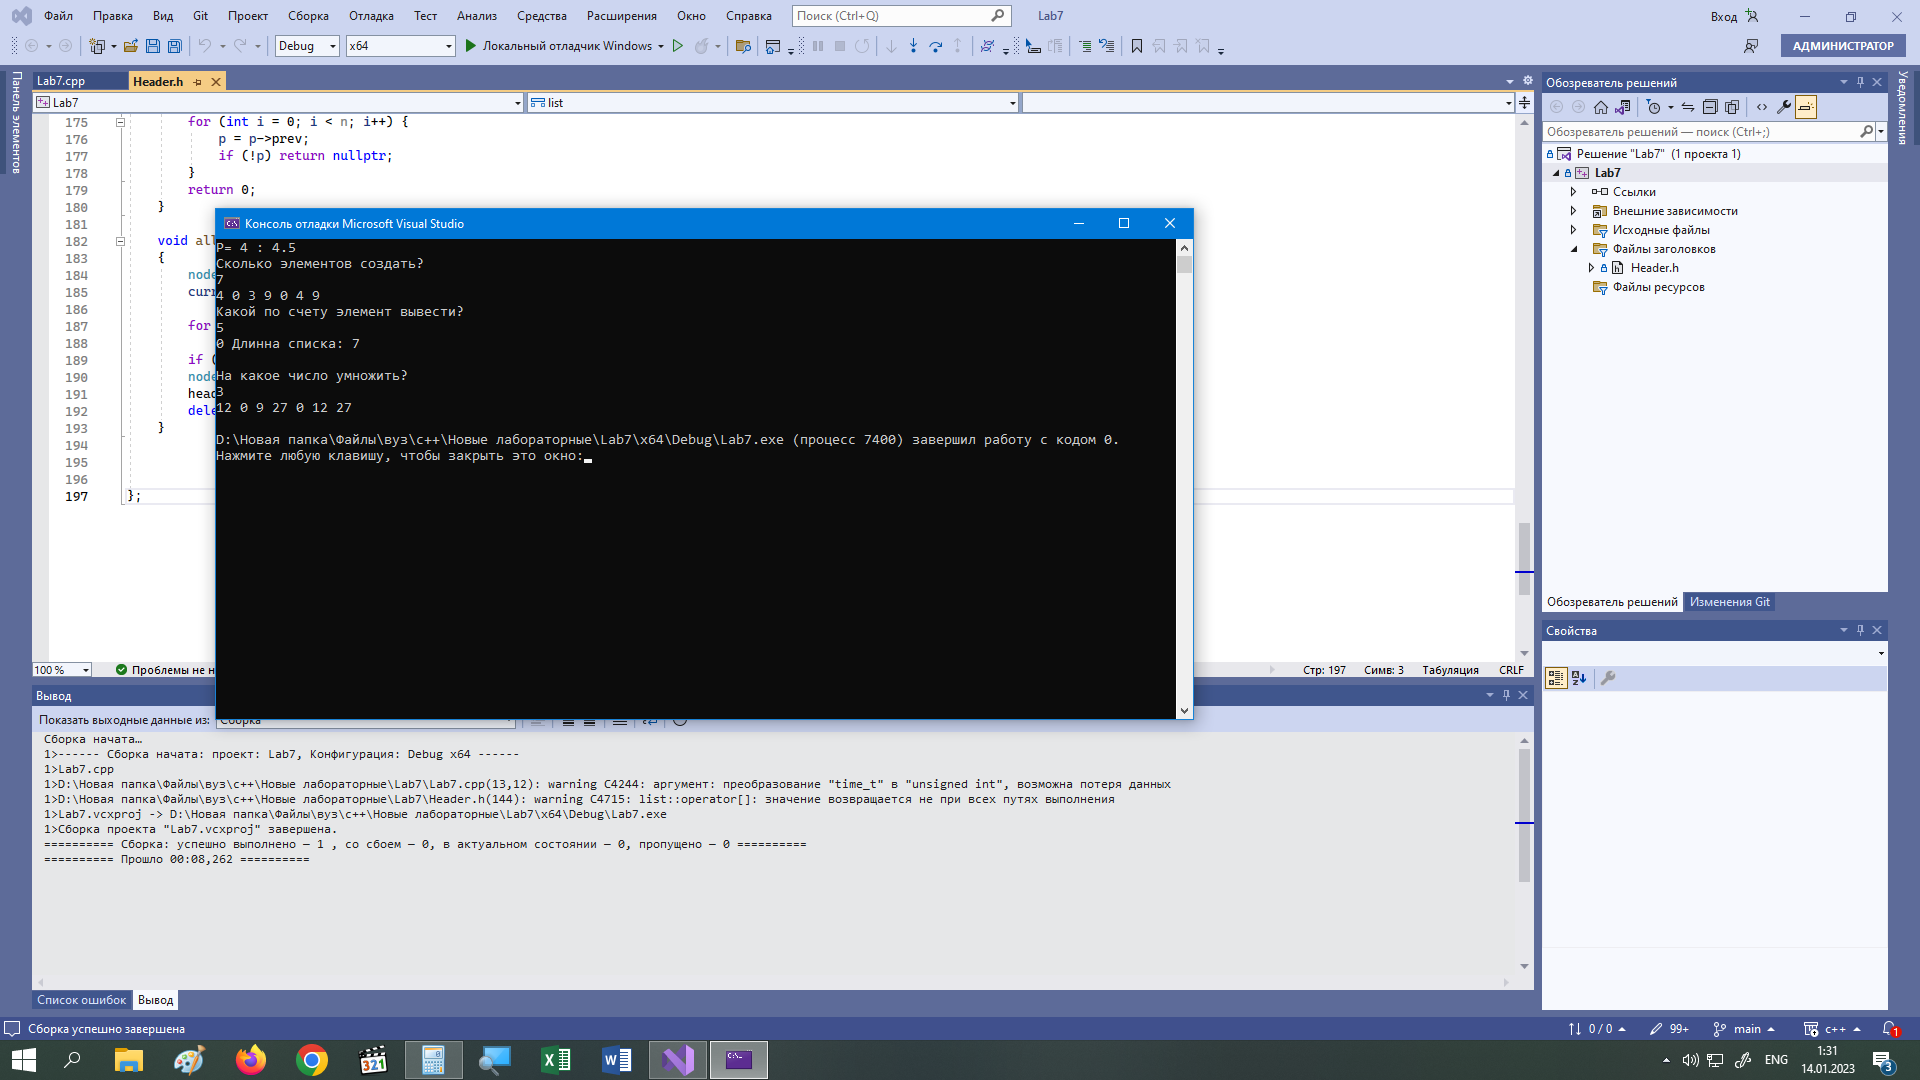 Файл Правка Вид Git Проект Сборка Отладка Тест Анализ Средства Расширения Окно Справка Поиск (Ctrl+Q) Lab7 Вход
Debug x64 Локальный отладчик Windows АДМИНИСТРАТОР
Панель элементов
Уведомления
Lab7.cpp Header.h
Lab7 list
175 for (int i = 0; i < n; i++) {
176 p = p->prev;
177 if (!p) return nullptr;
178 }
179 return 0;
180 }
181
182 void all
183 {
184 node
185 curr
186
187 for
188
189 if (
190 node
191 head
192 dele
193 }
194
195
196
197 };
Консоль отладки Microsoft Visual Studio
P= 4 : 4.5
Сколько элементов создать?
7
4 0 3 9 0 4 9
Какой по счету элемент вывести?
5
0 Длинна списка: 7
На какое число умножить?
3
12 0 9 27 0 12 27
D:\Новая папка\Файлы\вуз\с++\Новые лабораторные\Lab7\x64\Debug\Lab7.exe (процесс 7400) завершил работу с кодом 0.
Нажмите любую клавишу, чтобы закрыть это окно:
100 % Проблемы не н Стр: 197 Симв: 3 Табуляция CRLF
Вывод
Показать выходные данные из: Сборка
Сборка начата…
1>------ Сборка начата: проект: Lab7, Конфигурация: Debug x64 ------
1>Lab7.cpp
1>D:\Новая папка\Файлы\вуз\с++\Новые лабораторные\Lab7\Lab7.cpp(13,12): warning C4244: аргумент: преобразование "time_t" в "unsigned int", возможна потеря данных
1>D:\Новая папка\Файлы\вуз\с++\Новые лабораторные\Lab7\Header.h(144): warning C4715: list::operator[]: значение возвращается не при всех путях выполнения
1>Lab7.vcxproj -> D:\Новая папка\Файлы\вуз\с++\Новые лабораторные\Lab7\x64\Debug\Lab7.exe
1>Сборка проекта "Lab7.vcxproj" завершена.
========== Сборка: успешно выполнено — 1 , со сбоем — 0, в актуальном состоянии — 0, пропущено — 0 ==========
========== Прошло 00:08,262 ==========
Список ошибок Вывод
Обозреватель решений
Обозреватель решений — поиск (Ctrl+;)
Решение "Lab7" (1 проекта 1)
Lab7
Ссылки
Внешние зависимости
Исходные файлы
Файлы заголовков
Header.h
Файлы ресурсов
Обозреватель решений Изменения Git
Свойства
Сборка успешно завершена 0 / 0 99+ main c++ 1
321 ENG 1:31
14.01.2023 3